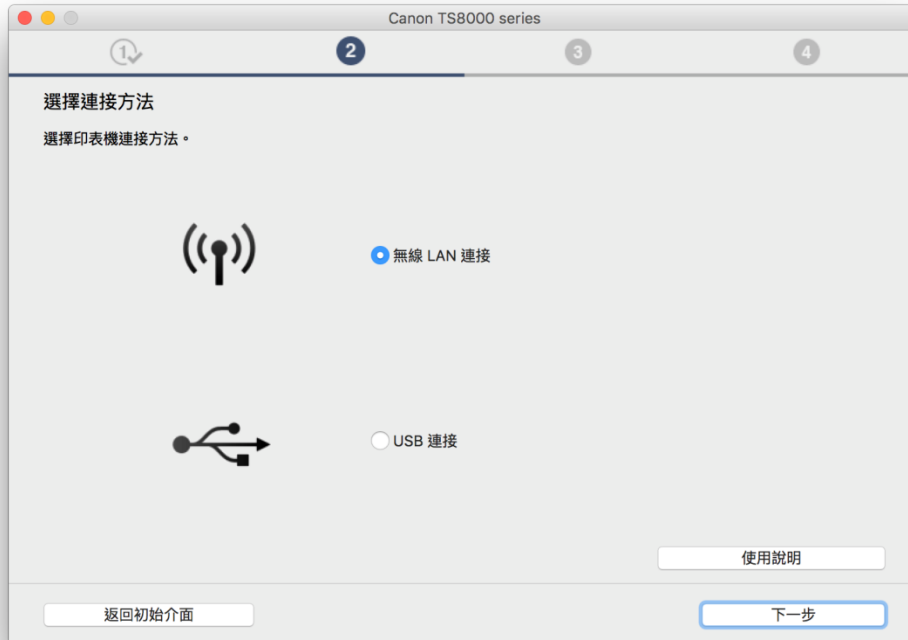 Canon TS8000 series
1
2
3
4
選擇連接方法
選擇印表機連接方法。
無線 LAN 連接
USB 連接
使用說明
返回初始介面
下一步